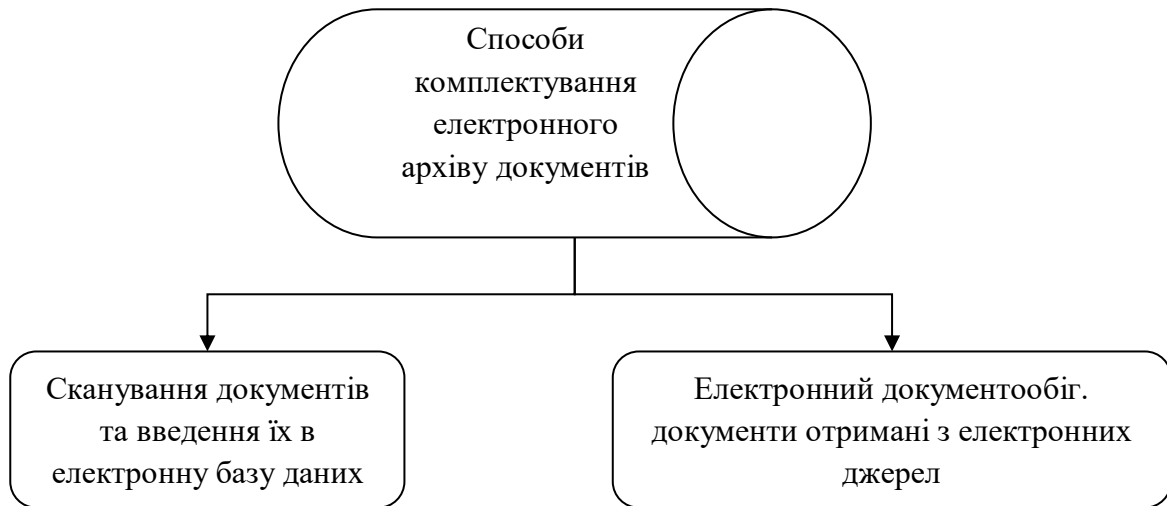 Способи
комплектування
електронного
архіву документів
Сканування документів
та введення їх в
електронну базу даних
Електронний документообіг.
документи отримані з електронних
джерел